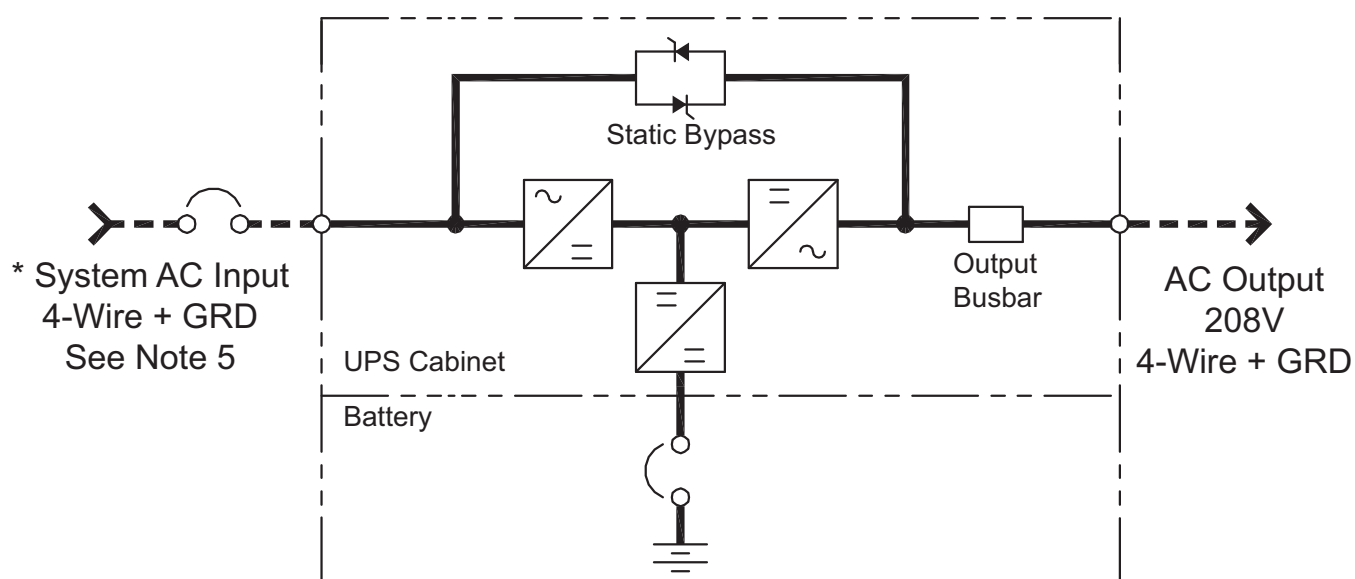 Static Bypass
* System AC Input
4-Wire + GRD
See Note 5
Output
Busbar
AC Output
208V
4-Wire + GRD
UPS Cabinet
Battery